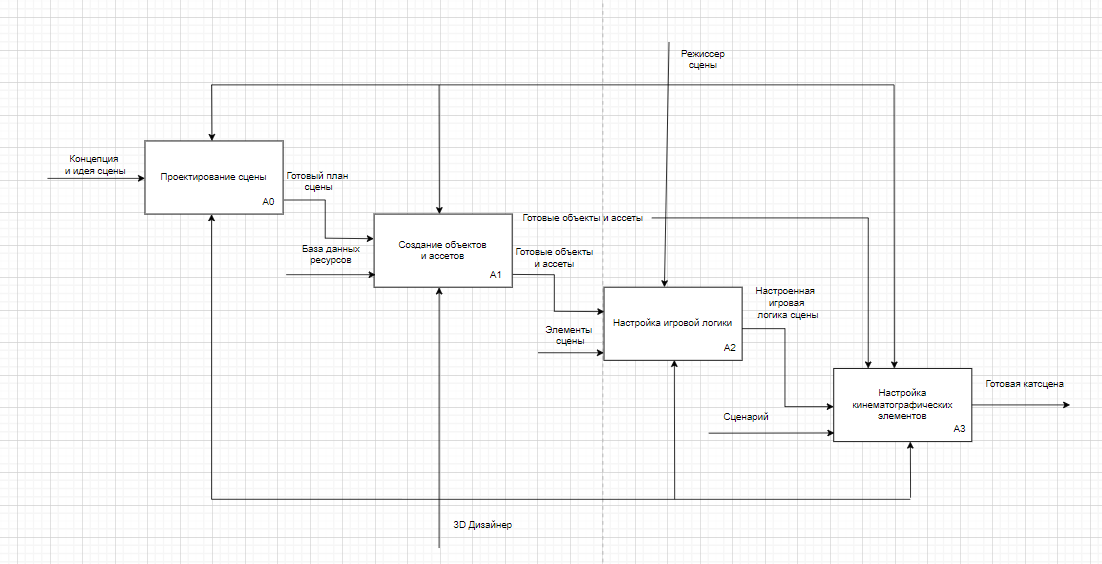 Режиссер
сцены
Концепция
и идея сцены
Проектирование сцены
A0
Готовый план
сцены
База данных
ресурсов
Создание объектов
и ассетов
A1
Готовые объекты и ассеты
Готовые объекты
и ассеты
Элементы
сцены
Настройка игровой логики
A2
Настроенная
игровая
логика сцены
Сценарий
Настройка
кинематографических
элементов
A3
Готовая катсцена
3D Дизайнер